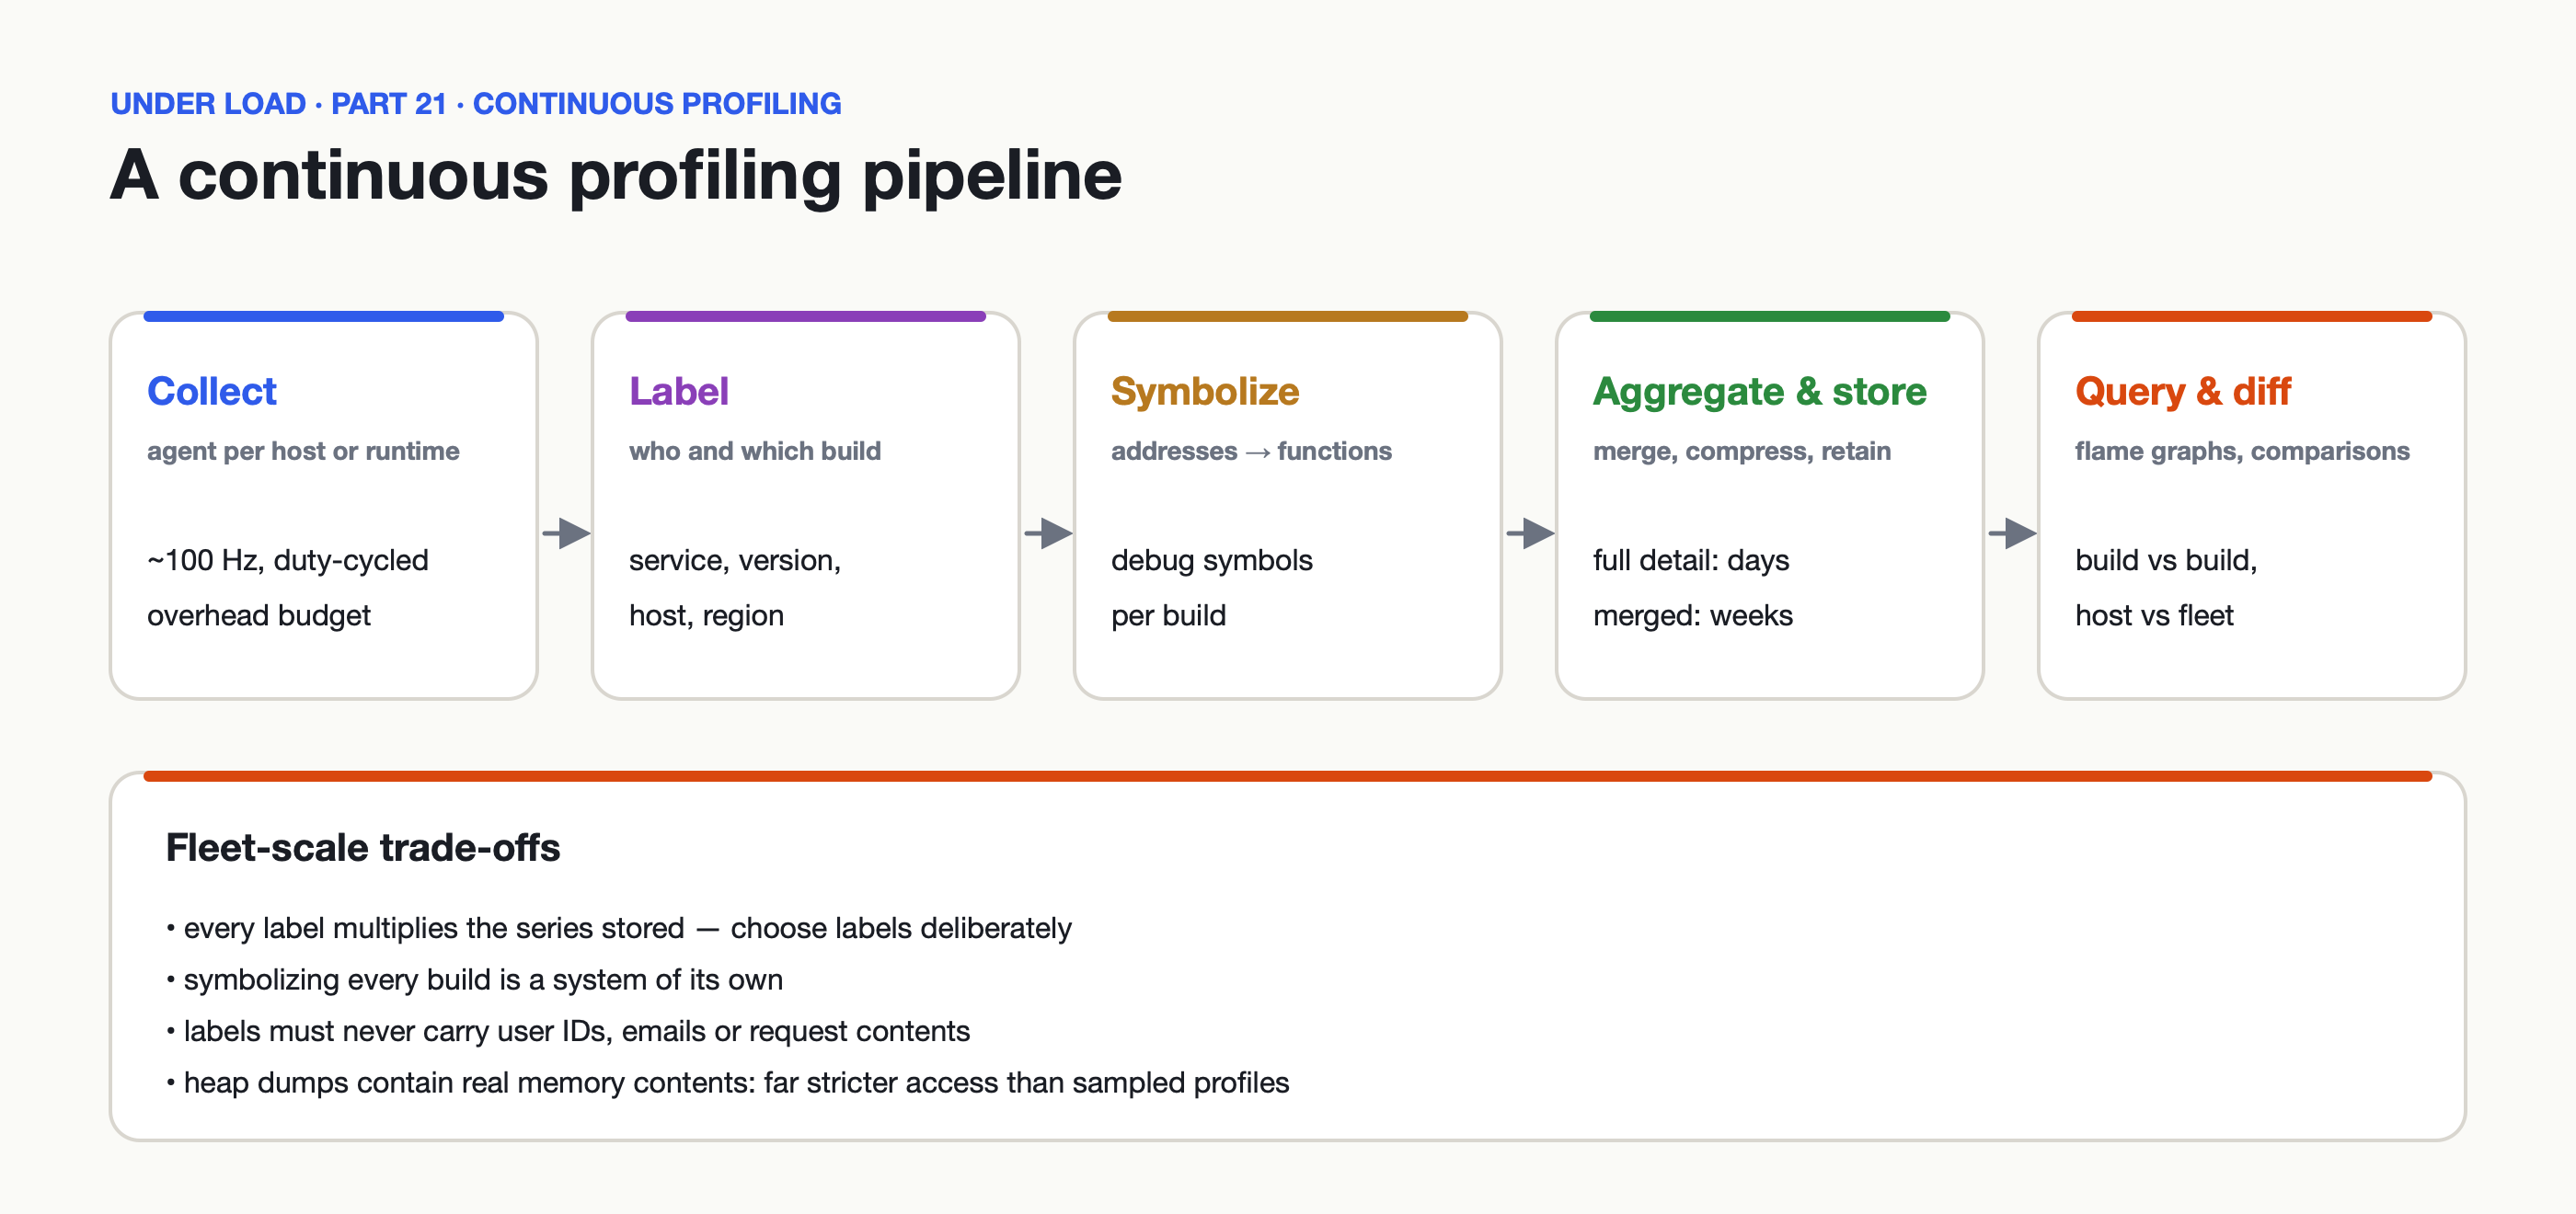 UNDER LOAD · PART 21 · CONTINUOUS PROFILING
A continuous profiling pipeline
Collect
agent per host or runtime
~100 Hz, duty-cycled
overhead budget
Label
who and which build
service, version,
host, region
Symbolize
addresses → functions
debug symbols
per build
Aggregate & store
merge, compress, retain
full detail: days
merged: weeks
Query & diff
flame graphs, comparisons
build vs build,
host vs fleet
Fleet-scale trade-offs
• every label multiplies the series stored — choose labels deliberately
• symbolizing every build is a system of its own
• labels must never carry user IDs, emails or request contents
• heap dumps contain real memory contents: far stricter access than sampled profiles